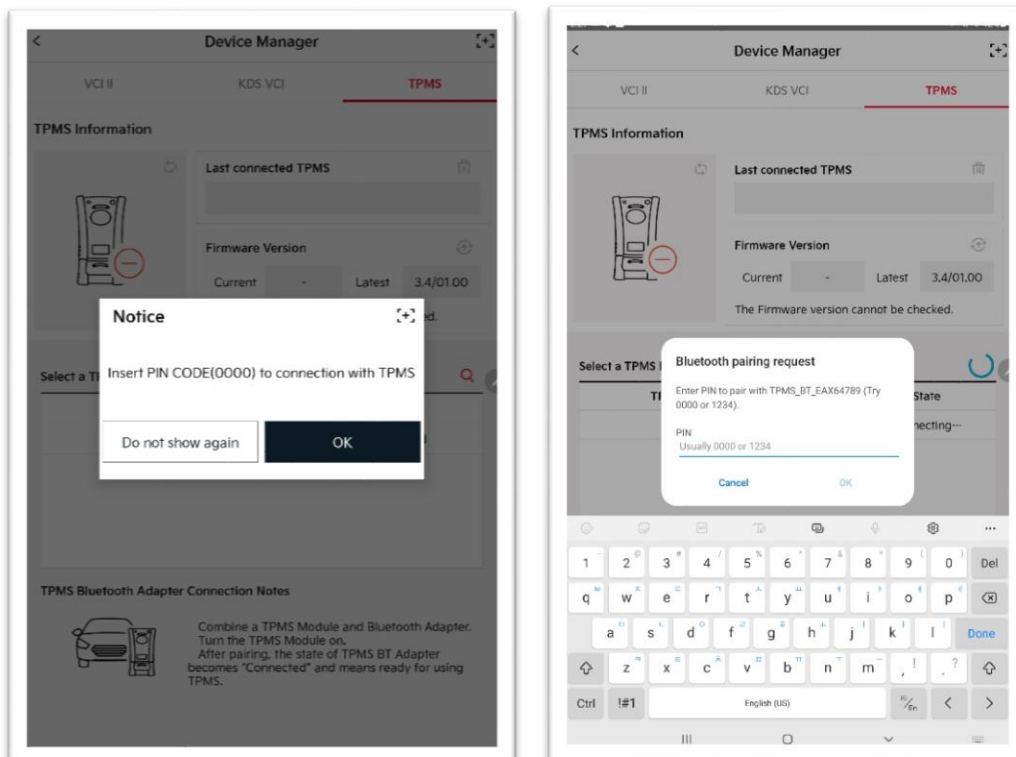 Device Manager
VCI II
KDS VCI
TPMS
TPMS Information
Last connected TPMS
Firmware Version
Current
-
Latest
3.4/01.00
ed.
Notice
Insert PIN CODE(0000) to connection with TPMS
Do not show again
OK
Select a
TPMS Bluetooth Adapter Connection Notes
Combine a TPMS Module and Bluetooth Adapter.
Turn the TPMS Module on.
After pairing, the state of TPMS BT Adapter
becomes "Connected" and means ready for using
TPMS.
Device Manager
VCI II
KDS VCI
TPMS
TPMS Information
Last connected TPMS
Firmware Version
Current
-
Latest
3.4/01.00
The Firmware version cannot be checked.
Select a TPMS
State
necting...
Bluetooth pairing request
Enter PIN to pair with TPMS_BT_EAX64789 (Try
0000 or 1234).
PIN
Usually 0000 or 1234
Cancel
OK
1 2 3 4 5 6 7 8 9 0 Del
q w e r t y u i o p
a s d f g h j k l Done
z x c v b n m , ! . ?
Ctrl !#1 English (US) < >